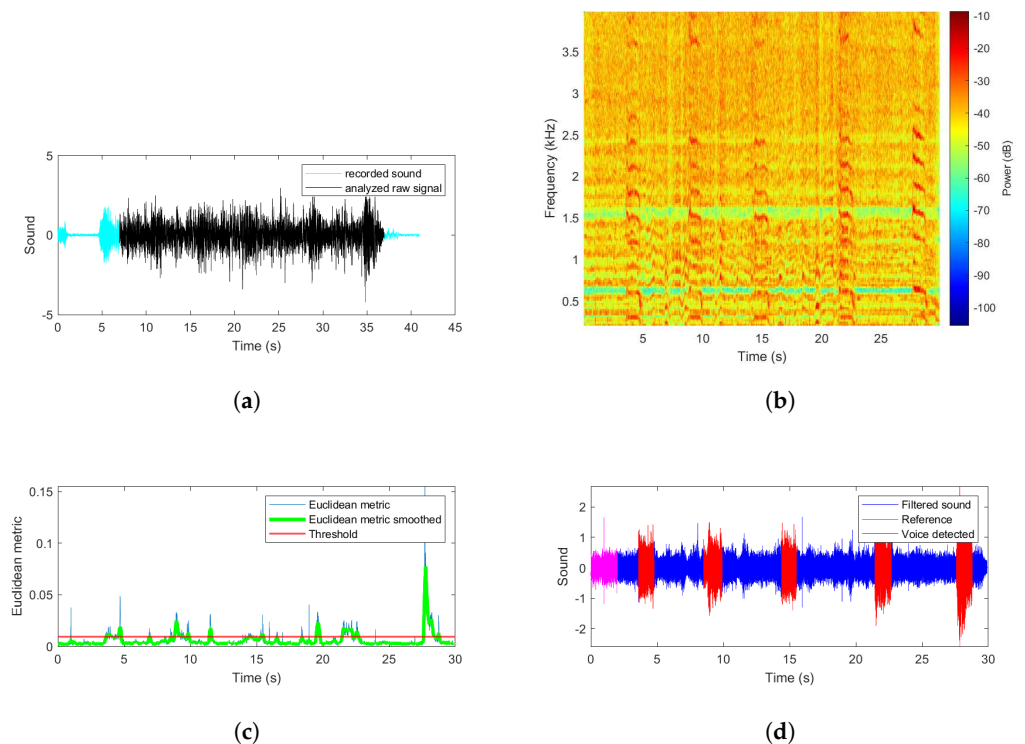 5
0
-5
Sound
0 5 10 15 20 25 30 35 40 45
Time (s)
recorded sound
analyzed raw signal
(a)
3.5
3
2.5
2
1.5
1
0.5
Frequency (kHz)
5 10 15 20 25
Time (s)
-10
-20
-30
-40
-50
-60
-70
-80
-90
-100
Power (dB)
(b)
0.15
0.1
0.05
0
Euclidean metric
0 5 10 15 20 25 30
Time (s)
Euclidean metric
Euclidean metric smoothed
Threshold
(c)
2
1
0
-1
-2
Sound
0 5 10 15 20 25 30
Time (s)
Filtered sound
Reference
Voice detected
(d)